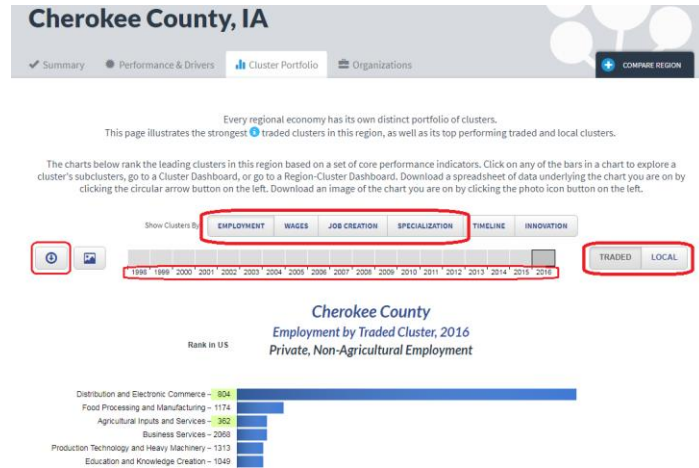 Cherokee County, IA
Summary
Performance & Drivers
Cluster Portfolio
Organizations
COMPARE REGION
Every regional economy has its own distinct portfolio of clusters.
This page illustrates the strongest traded clusters in this region, as well as its top performing traded and local clusters.
The charts below rank the leading clusters in this region based on a set of core performance indicators. Click on any of the bars in a chart to explore a
cluster's subclusters, go to a Cluster Dashboard, or go to a Region-Cluster Dashboard. Download a spreadsheet of data underlying the chart you are on by
clicking the circular arrow button on the left. Download an image of the chart you are on by clicking the photo icon button on the left.
Show Clusters By EMPLOYMENT WAGES JOB CREATION SPECIALIZATION TIMELINE INNOVATION
TRADED LOCAL
1998 1999 2000 2001 2002 2003 2004 2005 2006 2007 2008 2009 2010 2011 2012 2013 2014 2015 2016
Cherokee County
Employment by Traded Cluster, 2016
Rank in US
Private, Non-Agricultural Employment
Distribution and Electronic Commerce – 804
Food Processing and Manufacturing – 1174
Agricultural Inputs and Services – 362
Business Services – 2068
Production Technology and Heavy Machinery – 1313
Education and Knowledge Creation – 1049